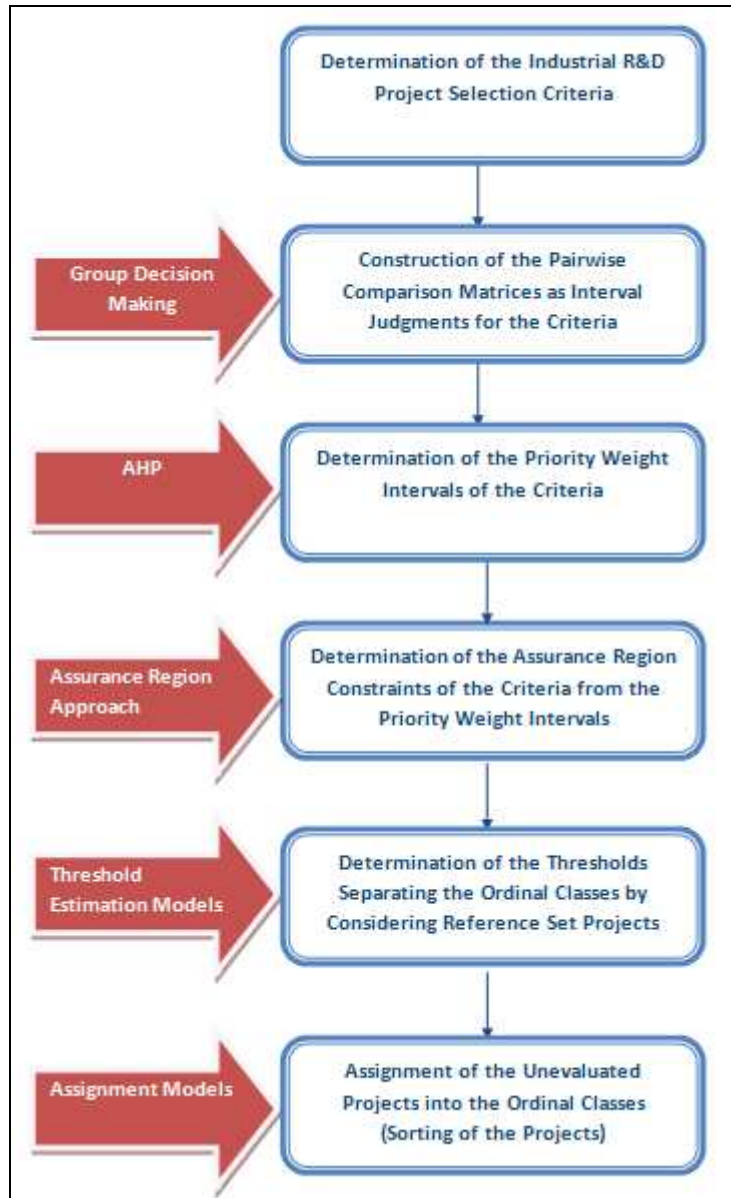 Determination of the Industrial R&D
Project Selection Criteria
Group Decision
Making
Construction of the Pairwise
Comparison Matrices as Interval
Judgments for the Criteria
AHP
Determination of the Priority Weight
Intervals of the Criteria
Assurance Region
Approach
Determination of the Assurance Region
Constraints of the Criteria from the
Priority Weight Intervals
Threshold
Estimation Models
Determination of the Thresholds
Separating the Ordinal Classes by
Considering Reference Set Projects
Assignment Models
Assignment of the Unevaluated
Projects into the Ordinal Classes
(Sorting of the Projects)